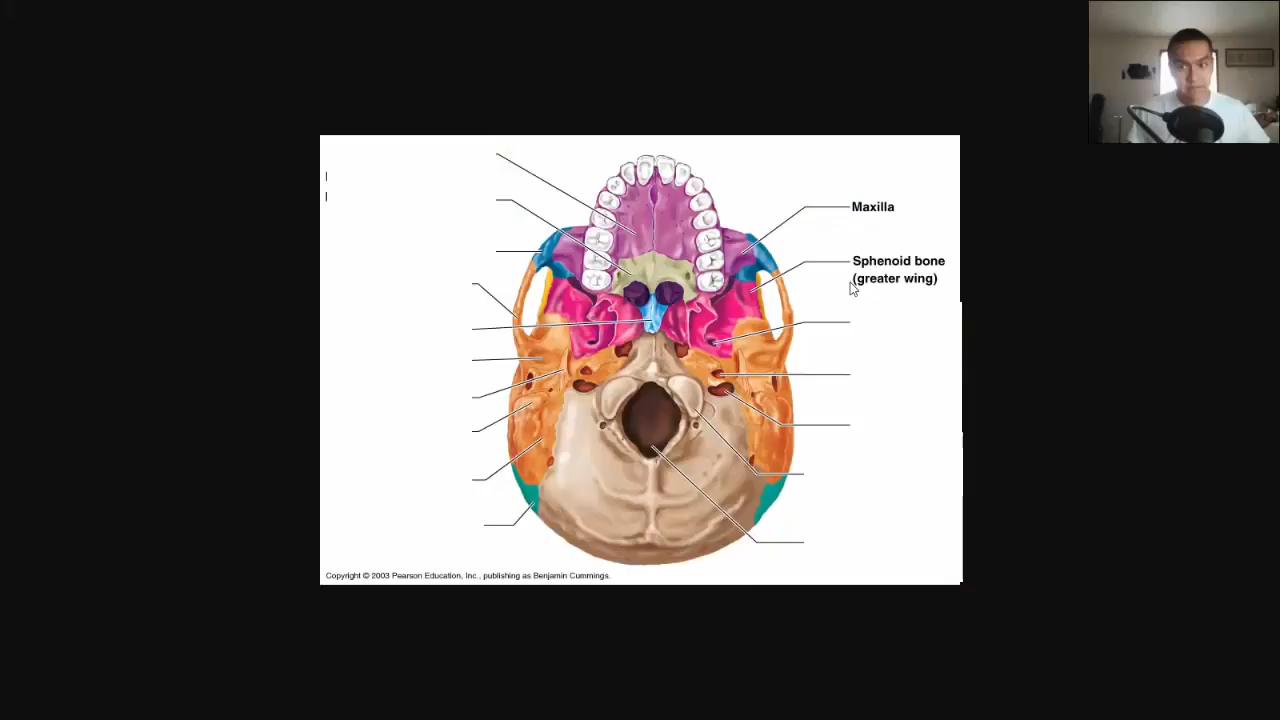 Maxilla
Sphenoid bone
(greater wing)
Copyright © 2003 Pearson Education, Inc., publishing as Benjamin Cummings.